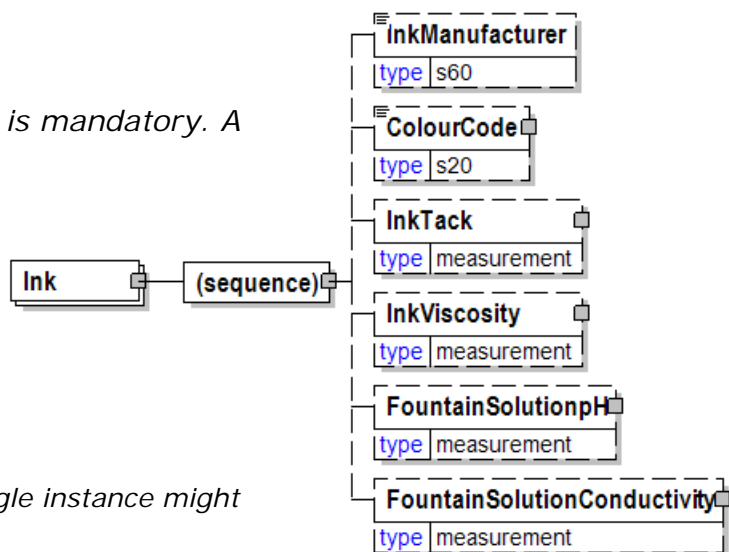 InkManufacturer
type s60
is mandatory. A
ColourCode
type s20
InkTack
type measurement
Ink
(sequence)
InkViscosity
type measurement
FountainSolutionpH
type measurement
gle instance might
FountainSolutionConductivity
type measurement